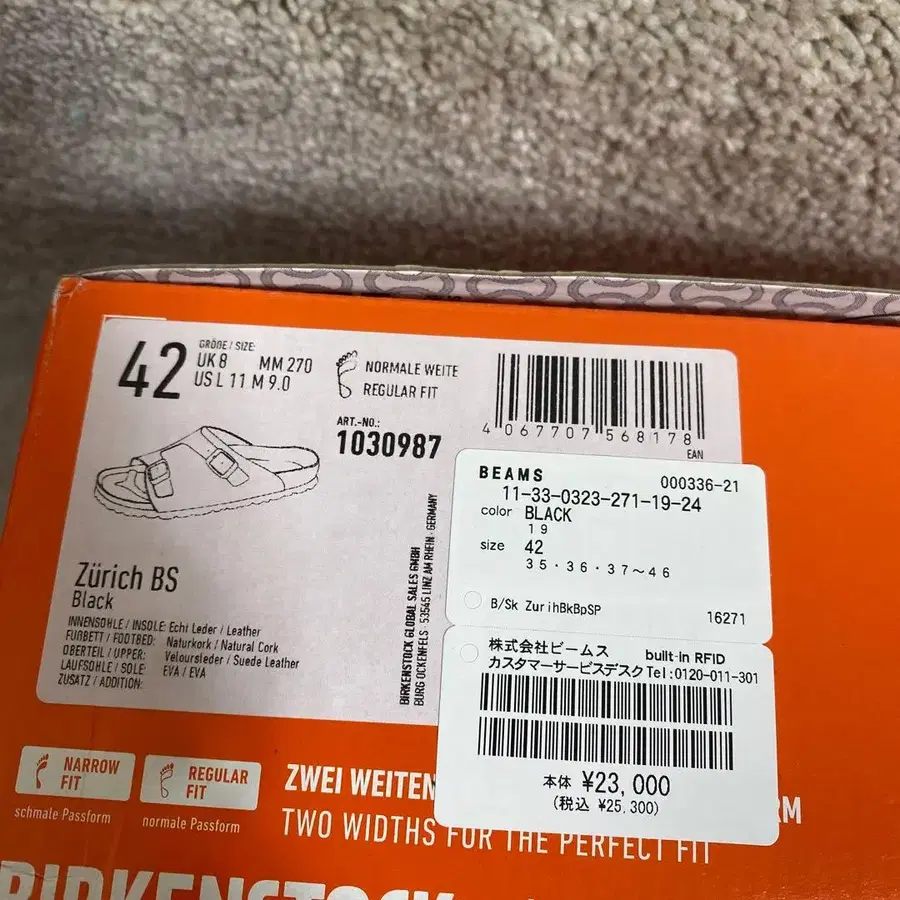 42
GRÖßE / SIZE:
UK 8 MM 270
US L 11 M 9.0
NORMALE WEITE
REGULAR FIT
ART.-NO.:
1030987
4 067707 568178
EAN
Zürich BS
Black
INNENSOHLE / INSOLE: Echt Leder / Leather
FUßBETT / FOOTBED: Naturkork / Natural Cork
OBERTEIL / UPPER: Veloursleder / Suede Leather
LAUFSOHLE / SOLE: EVA / EVA
ZUSATZ / ADDITION:
BIRKENSTOCK GLOBAL SALES GMBH
BURG OCKENFELS · 53545 LINZ AM RHEIN · GERMANY
BEAMS 000336-21
11-33-0323-271-19-24
color BLACK
19
size 42
35・36・37～46
B/Sk ZurihBkBpSP
16271
株式会社ビームス built-in RFID
カスタマーサービスデスク Tel:0120-011-301
本体 ¥23,000
(税込 ¥25,300)
NARROW FIT
schmale Passform
REGULAR FIT
normale Passform
ZWEI WEITEN
RM
TWO WIDTHS FOR THE PERFECT FIT
BIRKENSTOCK